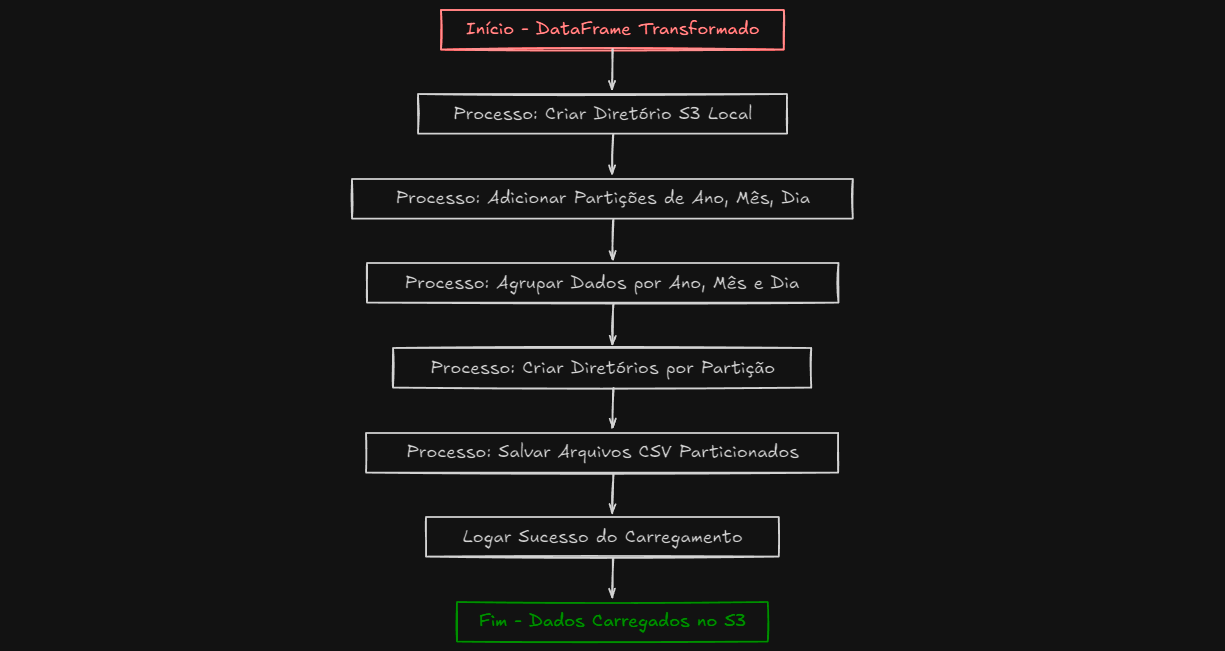 Início - DataFrame Transformado
Processo: Criar Diretório S3 Local
Processo: Adicionar Partições de Ano, Mês, Dia
Processo: Agrupar Dados por Ano, Mês e Dia
Processo: Criar Diretórios por Partição
Processo: Salvar Arquivos CSV Particionados
Logar Sucesso do Carregamento
Fim - Dados Carregados no S3